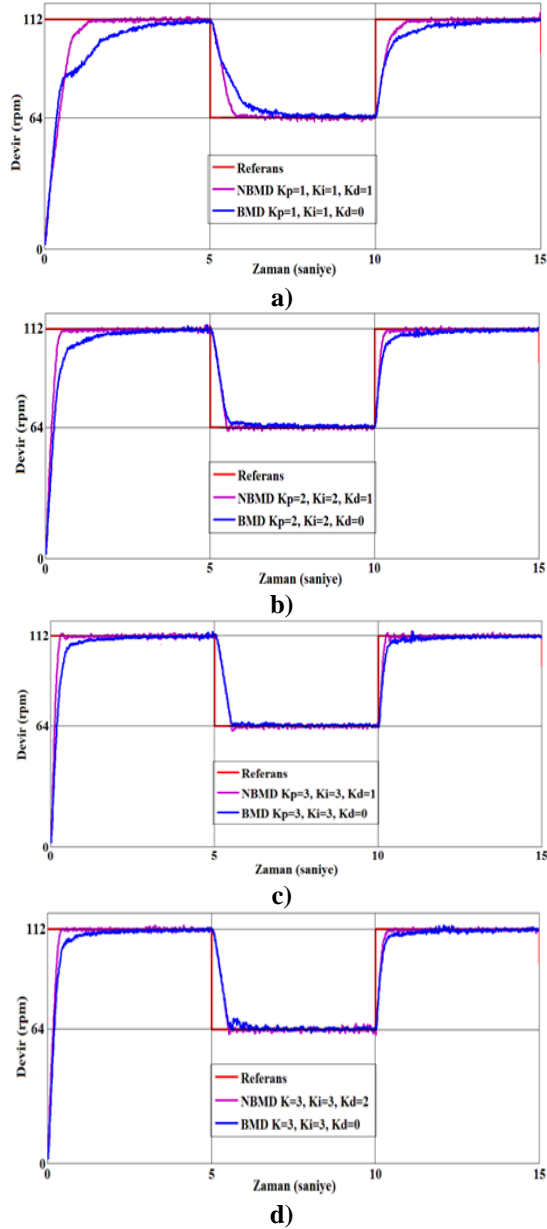 112
64
0
Devir (rpm)
Referans
NBMD Kp=1, Ki=1, Kd=1
BMD Kp=1, Ki=1, Kd=0
0 5 10 15
Zaman (saniye)
a)
112
64
0
Devir (rpm)
Referans
NBMD Kp=2, Ki=2, Kd=1
BMD Kp=2, Ki=2, Kd=0
0 5 10 15
Zaman (saniye)
b)
112
64
0
Devir (rpm)
Referans
NBMD Kp=3, Ki=3, Kd=1
BMD Kp=3, Ki=3, Kd=0
0 5 10 15
Zaman (saniye)
c)
112
64
0
Devir (rpm)
Referans
NBMD K=3, Ki=3, Kd=2
BMD K=3, Ki=3, Kd=0
0 5 10 15
Zaman (saniye)
d)